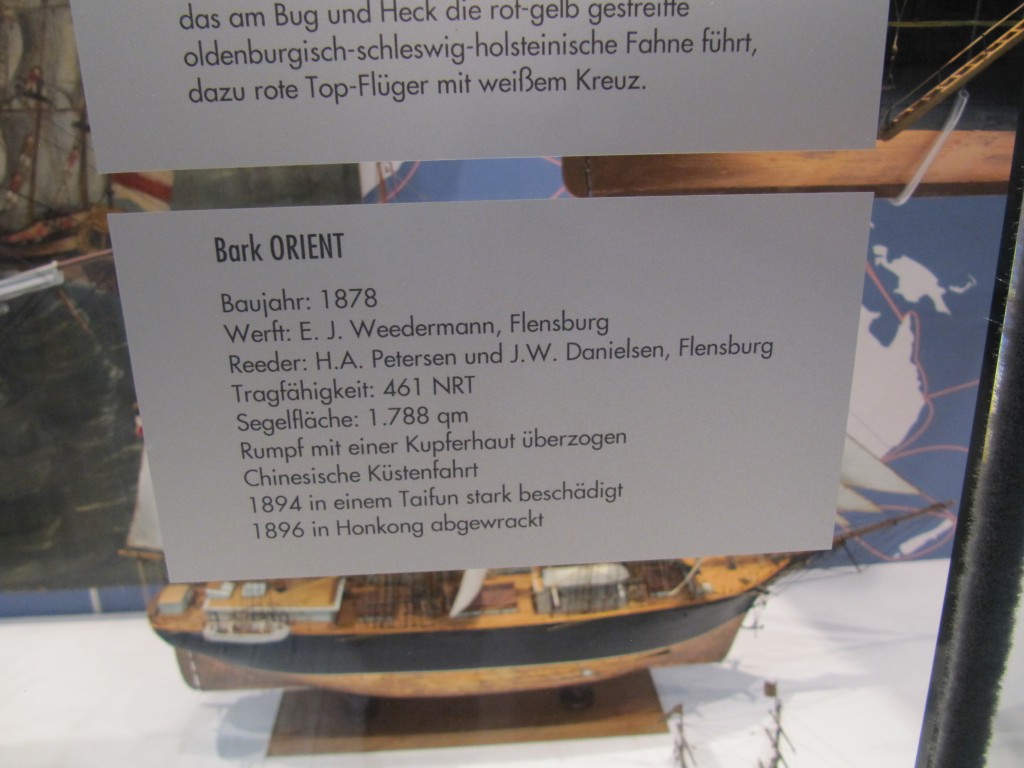 das am Bug und Heck die rot-gelb gestreifte
oldenburgisch-schleswig-holsteinische Fahne führt,
dazu rote Top-Flüger mit weißem Kreuz.
Bark ORIENT
Baujahr: 1878
Werft: E. J. Weedermann, Flensburg
Reeder: H.A. Petersen und J.W. Danielsen, Flensburg
Tragfähigkeit: 461 NRT
Segelfläche: 1.788 qm
Rumpf mit einer Kupferhaut überzogen
Chinesische Küstenfahrt
1894 in einem Taifun stark beschädigt
1896 in Honkong abgewrackt